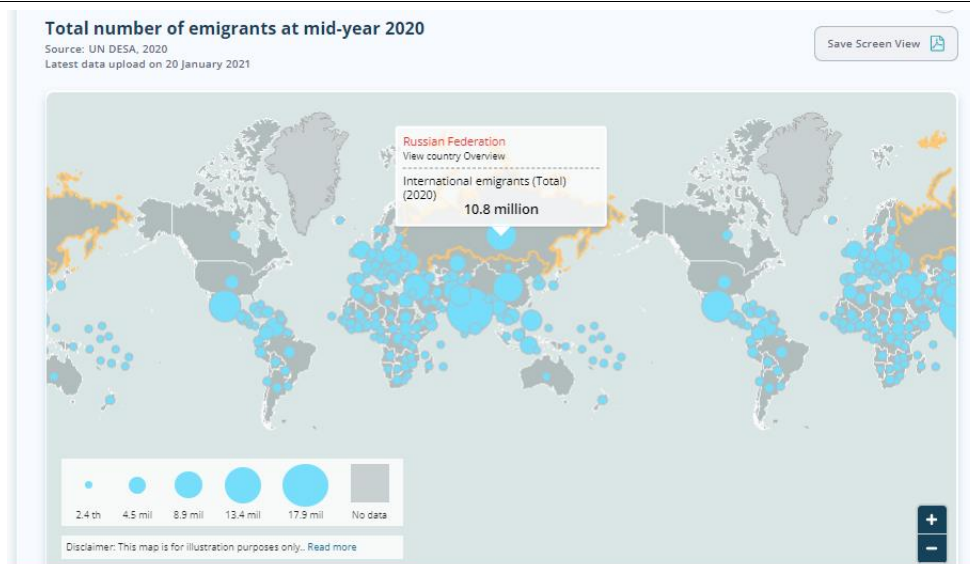 Total number of emigrants at mid-year 2020
Source: UN DESA, 2020
Latest data upload on 20 January 2021
Save Screen View
Russian Federation
View country Overview
International emigrants (Total)
(2020)
10.8 million
2.4 th 4.5 mil 8.9 mil 13.4 mil 17.9 mil No data
Disclaimer: This map is for illustration purposes only.. Read more
+
−